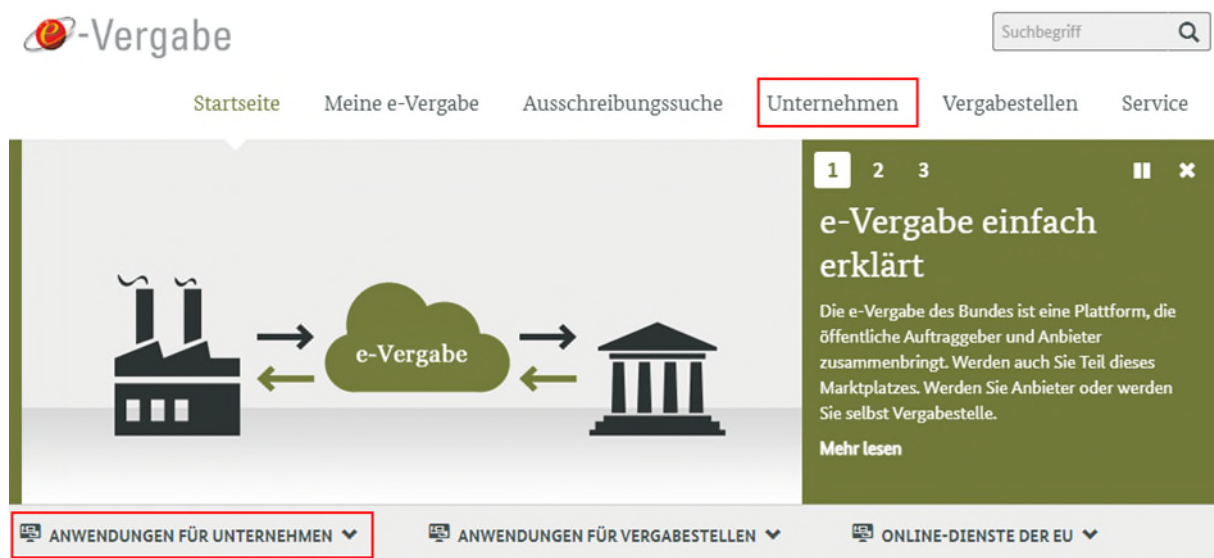 e-Vergabe
Suchbegriff
Startseite Meine e-Vergabe Ausschreibungssuche Unternehmen Vergabestellen Service
1 2 3
e-Vergabe einfach
erklärt
Die e-Vergabe des Bundes ist eine Plattform, die
öffentliche Auftraggeber und Anbieter
zusammenbringt. Werden auch Sie Teil dieses
Marktplatzes. Werden Sie Anbieter oder werden
Sie selbst Vergabestelle.
Mehr lesen
e-Vergabe
ANWENDUNGEN FÜR UNTERNEHMEN ANWENDUNGEN FÜR VERGABESTELLEN ONLINE-DIENSTE DER EU